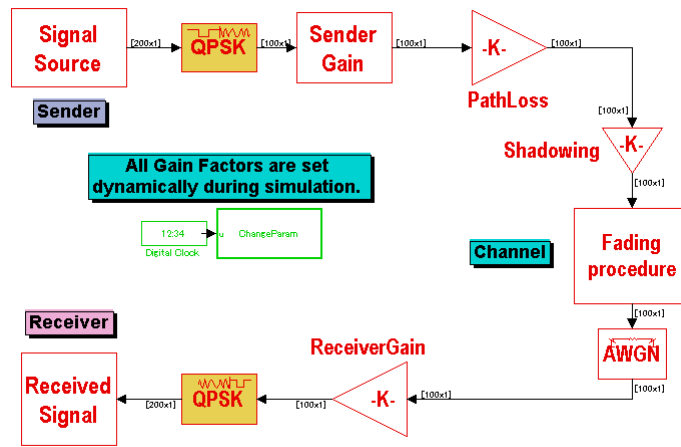 Signal
Source
[200x1]
QPSK
[100x1]
Sender
Gain
[100x1]
-K-
[100x1]
PathLoss
[100x1]
Sender
Shadowing
-K-
[100x1]
All Gain Factors are set
dynamically during simulation.
12:34
Digital Clock
u
ChangeParam
Channel
Fading
procedure
[100x1]
Receiver
ReceiverGain
AWGN
[100x1]
Received
Signal
[200x1]
QPSK
[100x1]
-K-
[100x1]